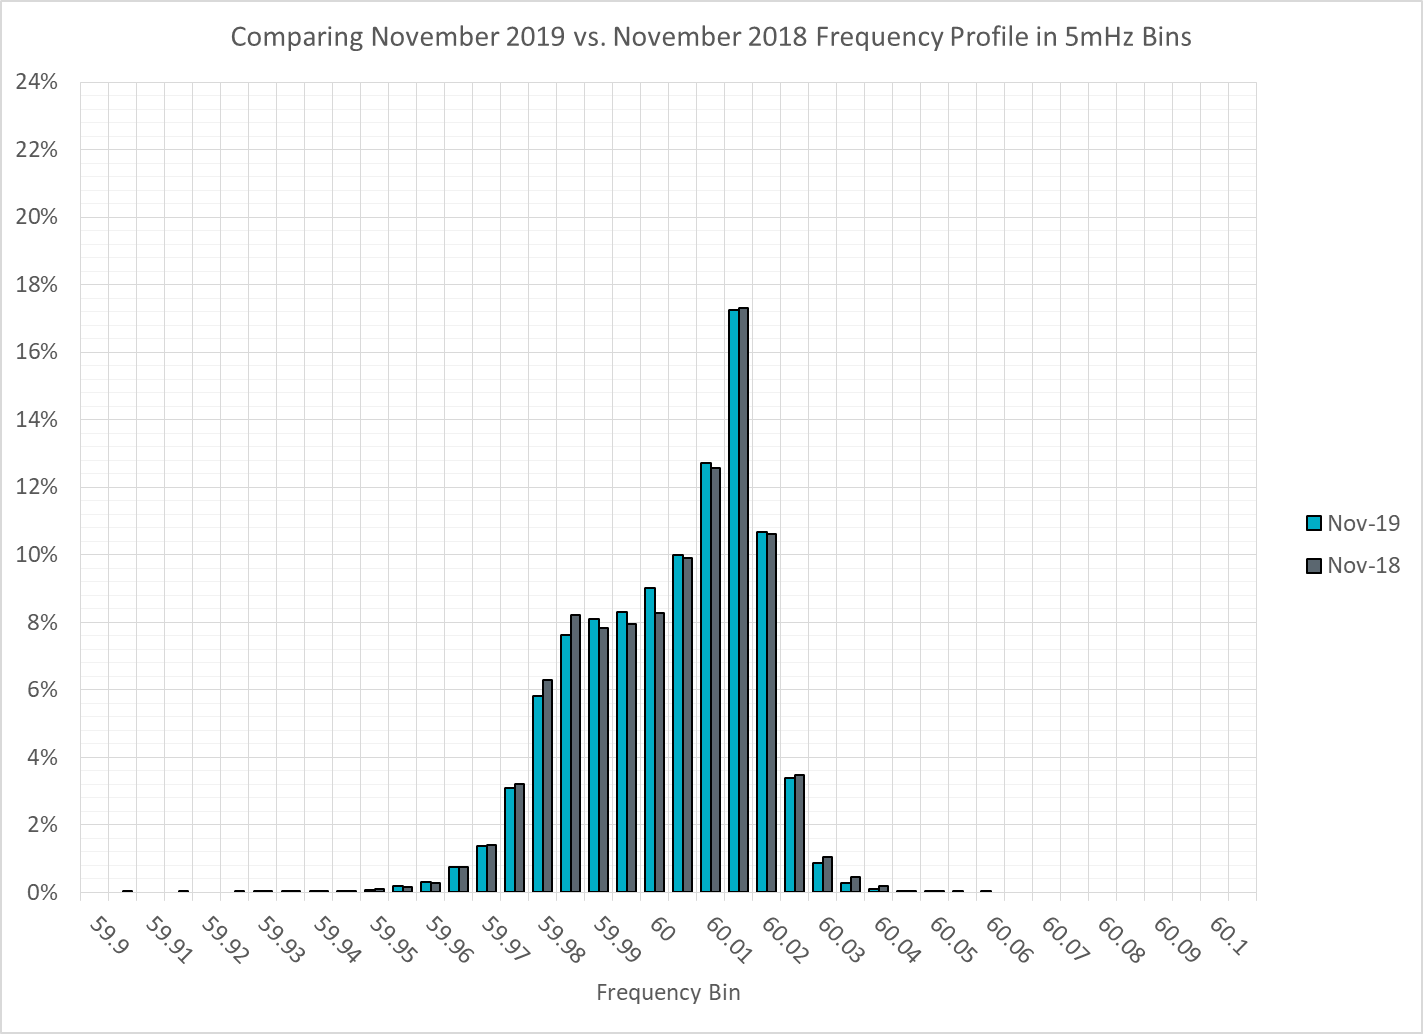 Comparing November 2019 vs. November 2018 Frequency Profile in 5mHz Bins
24%
22%
20%
18%
16%
14%
12%
10%
8%
6%
4%
2%
0%
Nov-19
Nov-18
59.9 59.91 59.92 59.93 59.94 59.95 59.96 59.97 59.98 59.99 60 60.01 60.02 60.03 60.04 60.05 60.06 60.07 60.08 60.09 60.1
Frequency Bin